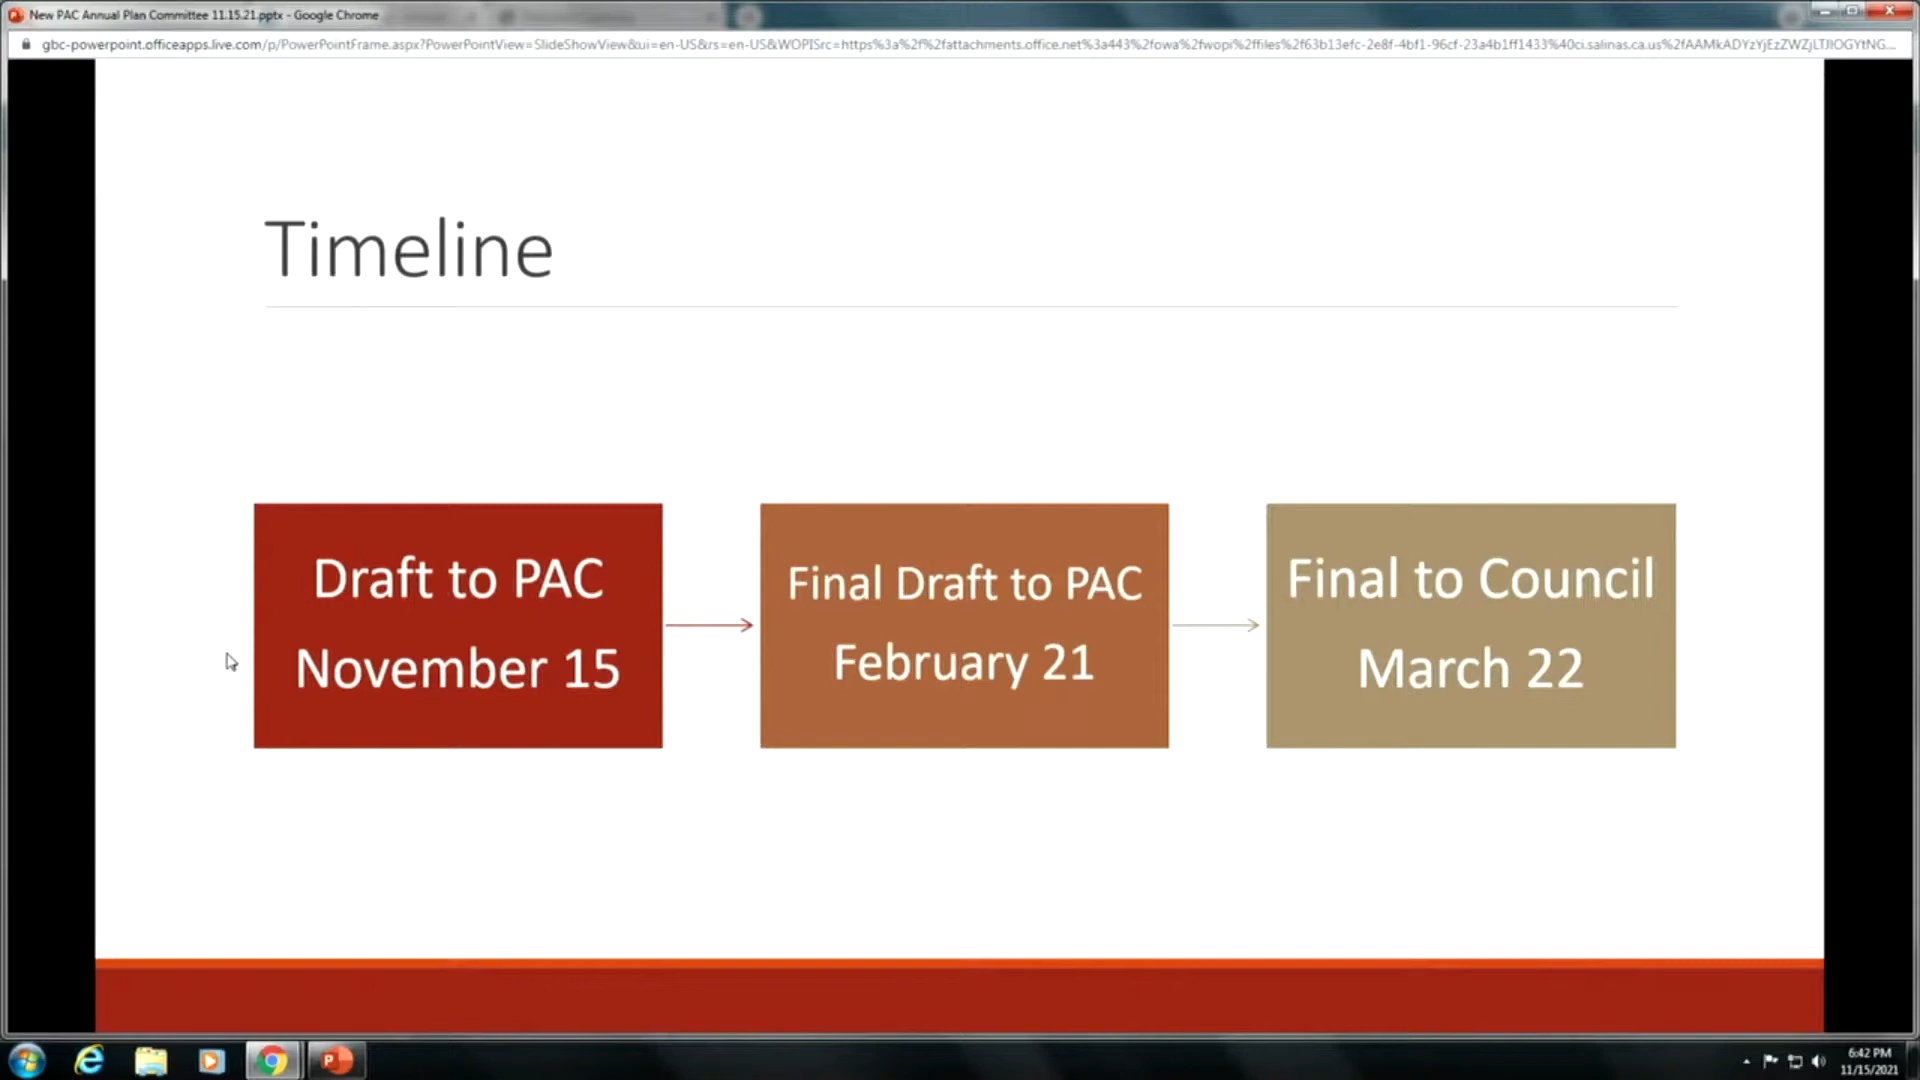 New PAC Annual Plan Committee 11.15.21.pptx - Google Chrome
gbc-powerpoint.officeapps.live.com/p/PowerPointFrame.aspx?PowerPointView=SlideShowView&ui=en-US&rs=en-US&WOPISrc=https%3a%2f%2fattachments.office.net%3a443%2fowa%2fwopi%2ffiles%2f63b13efc-2e8f-4bf1-96cf-23a4b1ff1433%40ci.salinas.ca.us%2fAAMkADYzYjEzZWZjLTJlOGYtNG...
Timeline
Draft to PAC
November 15
Final Draft to PAC
February 21
Final to Council
March 22
6:42 PM
11/15/2021